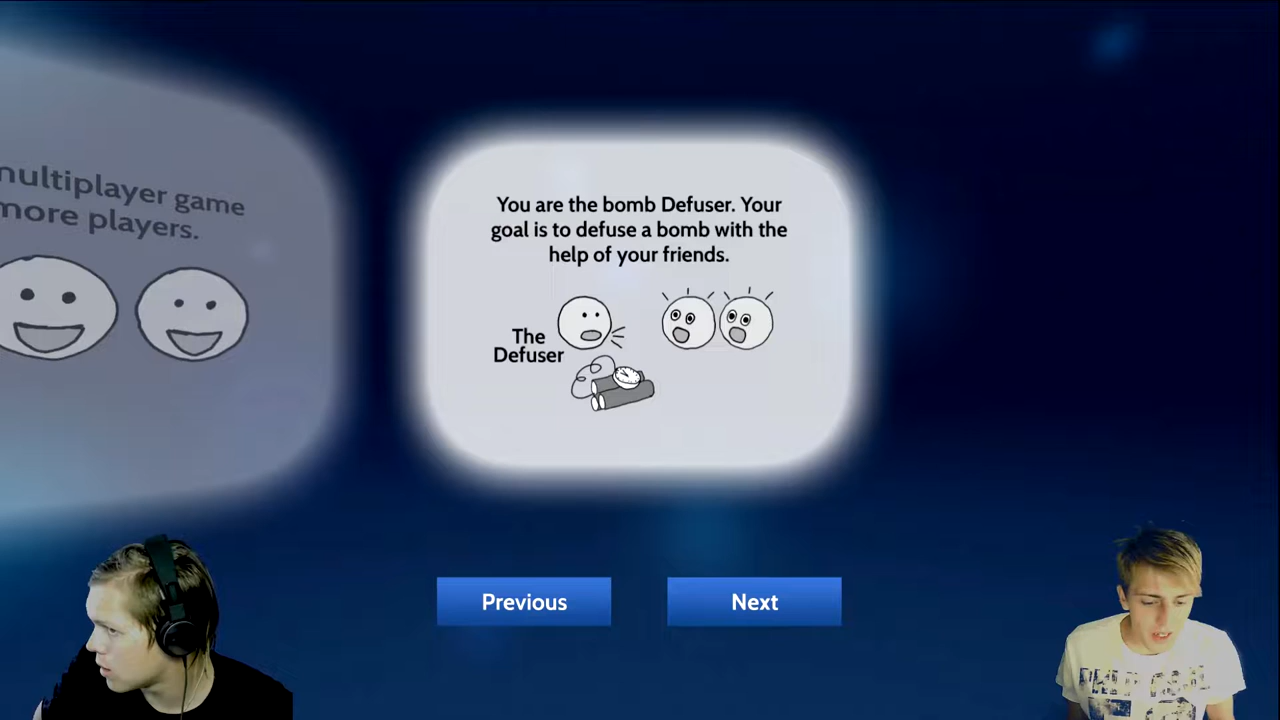 multiplayer game
more players.
You are the bomb Defuser. Your
goal is to defuse a bomb with the
help of your friends.
The
Defuser
Previous
Next